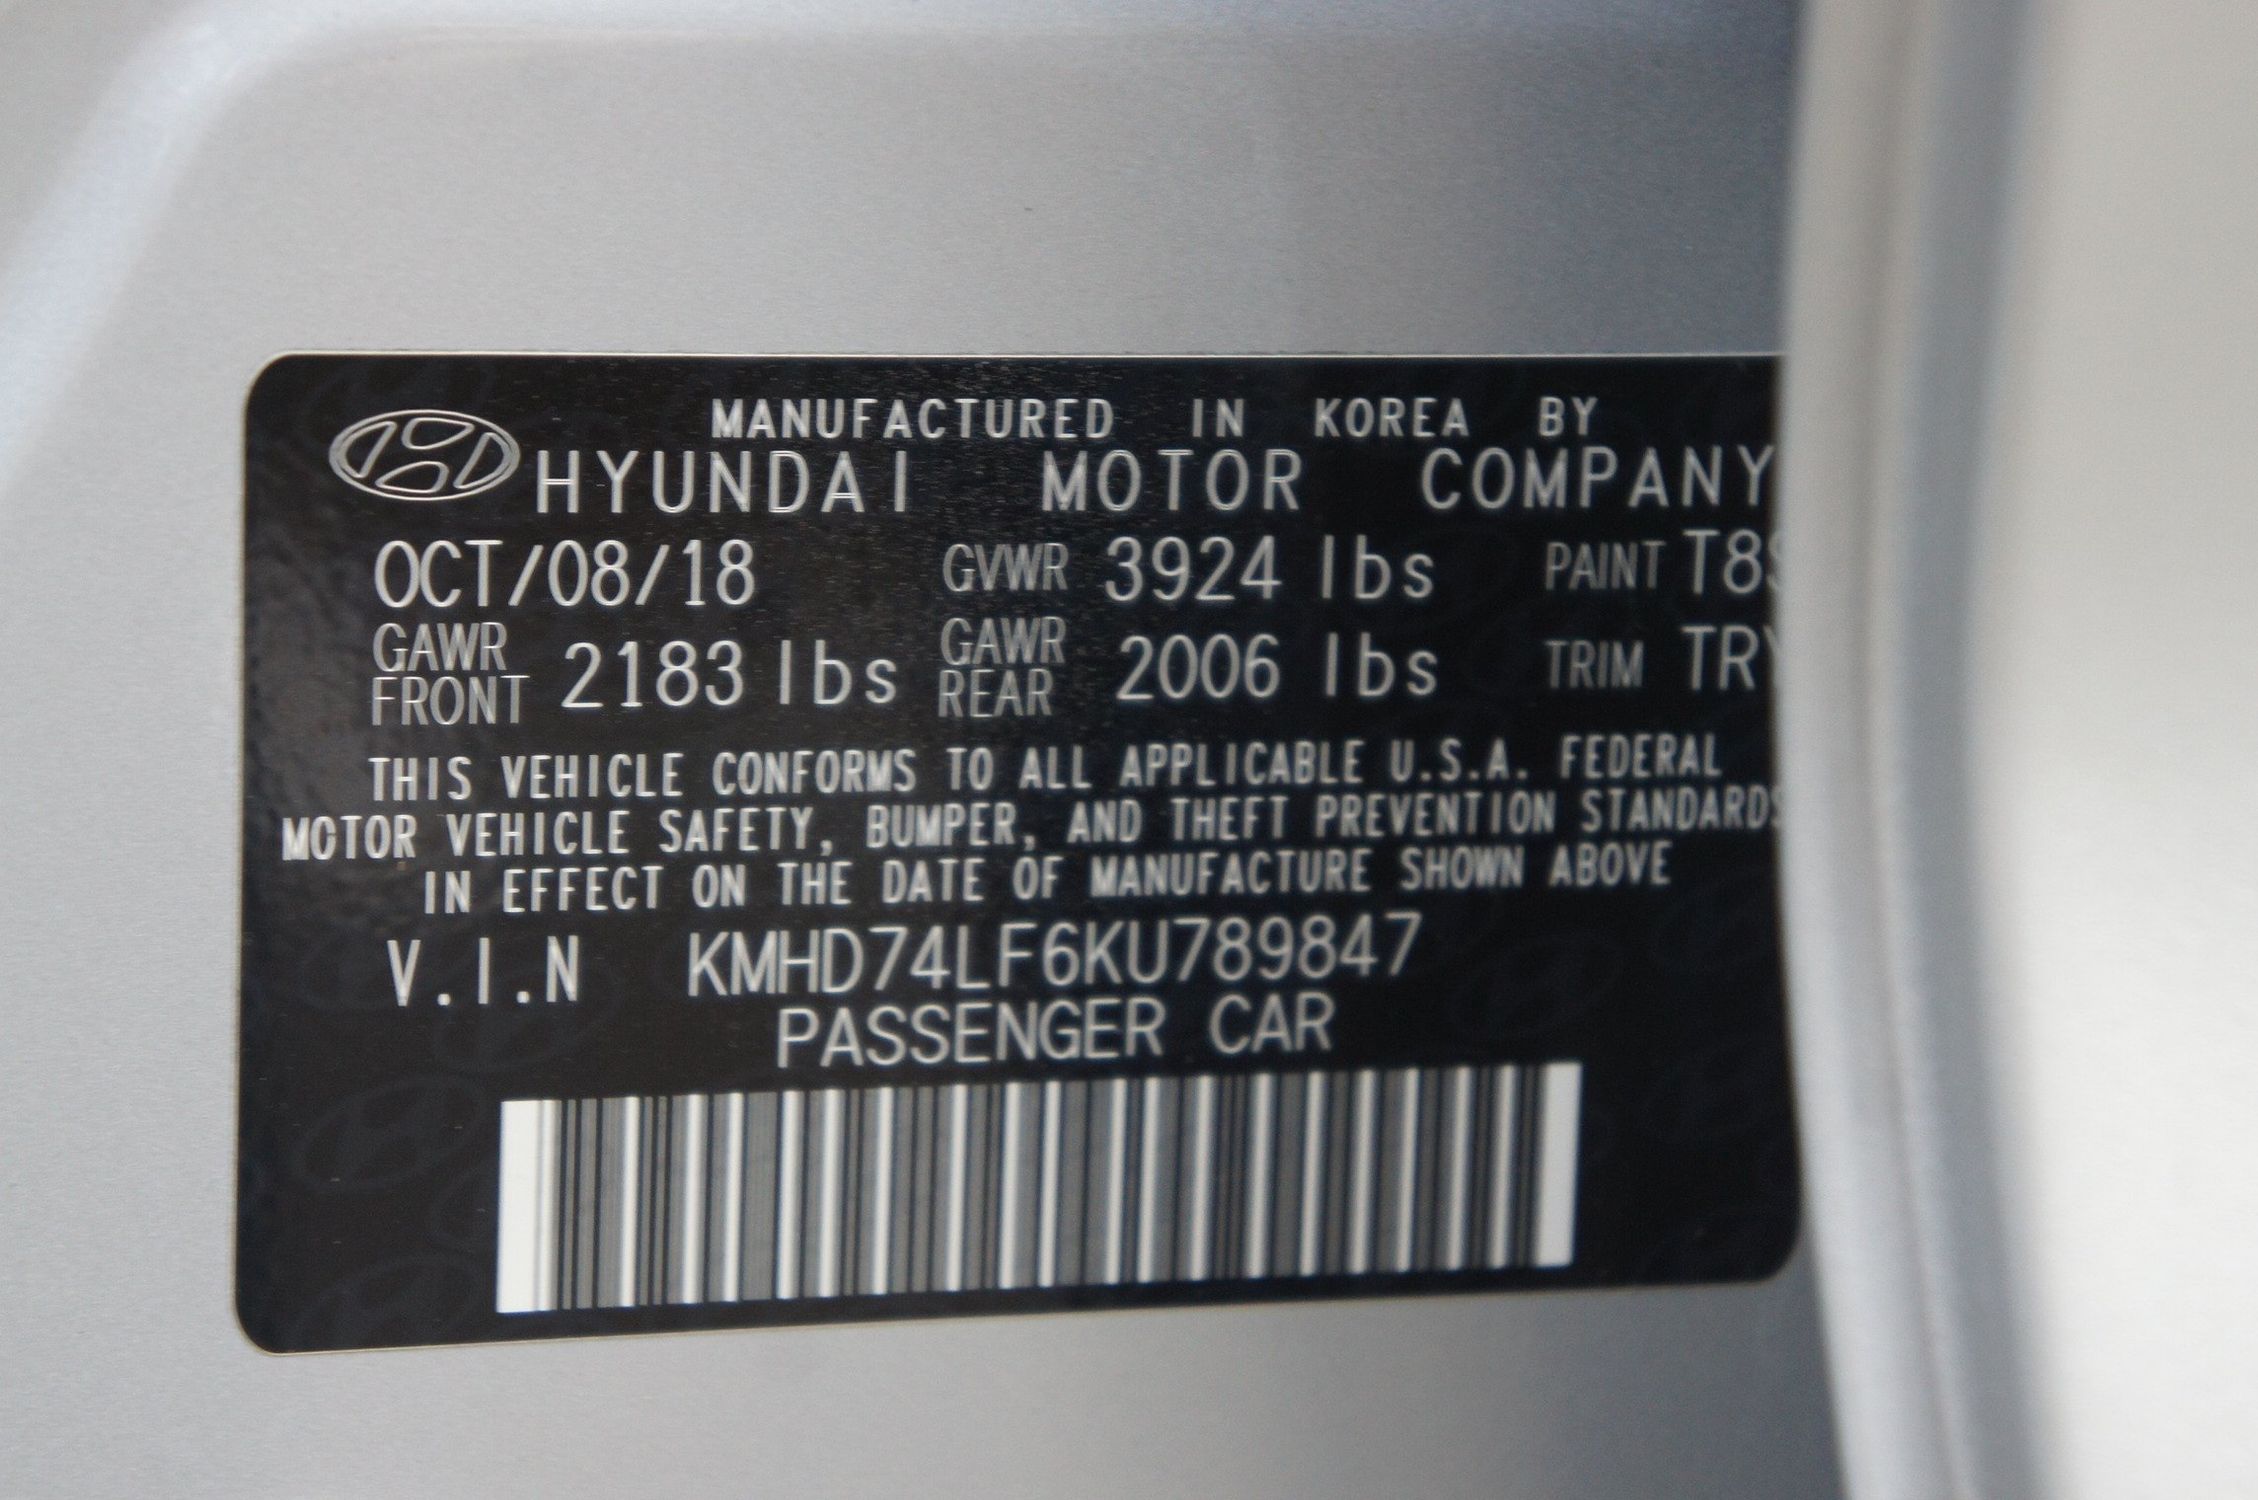 MANUFACTURED IN KOREA BY
HYUNDAI MOTOR COMPANY
OCT/08/18 GVWR 3924 lbs PAINT
GAWR FRONT 2183 lbs GAWR REAR 2006 lbs TRIM
THIS VEHICLE CONFORMS TO ALL APPLICABLE U.S.A. FEDERAL
MOTOR VEHICLE SAFETY, BUMPER, AND THEFT PREVENTION STANDARDS
IN EFFECT ON THE DATE OF MANUFACTURE SHOWN ABOVE
V.I.N KMHD74LF6KU789847
PASSENGER CAR